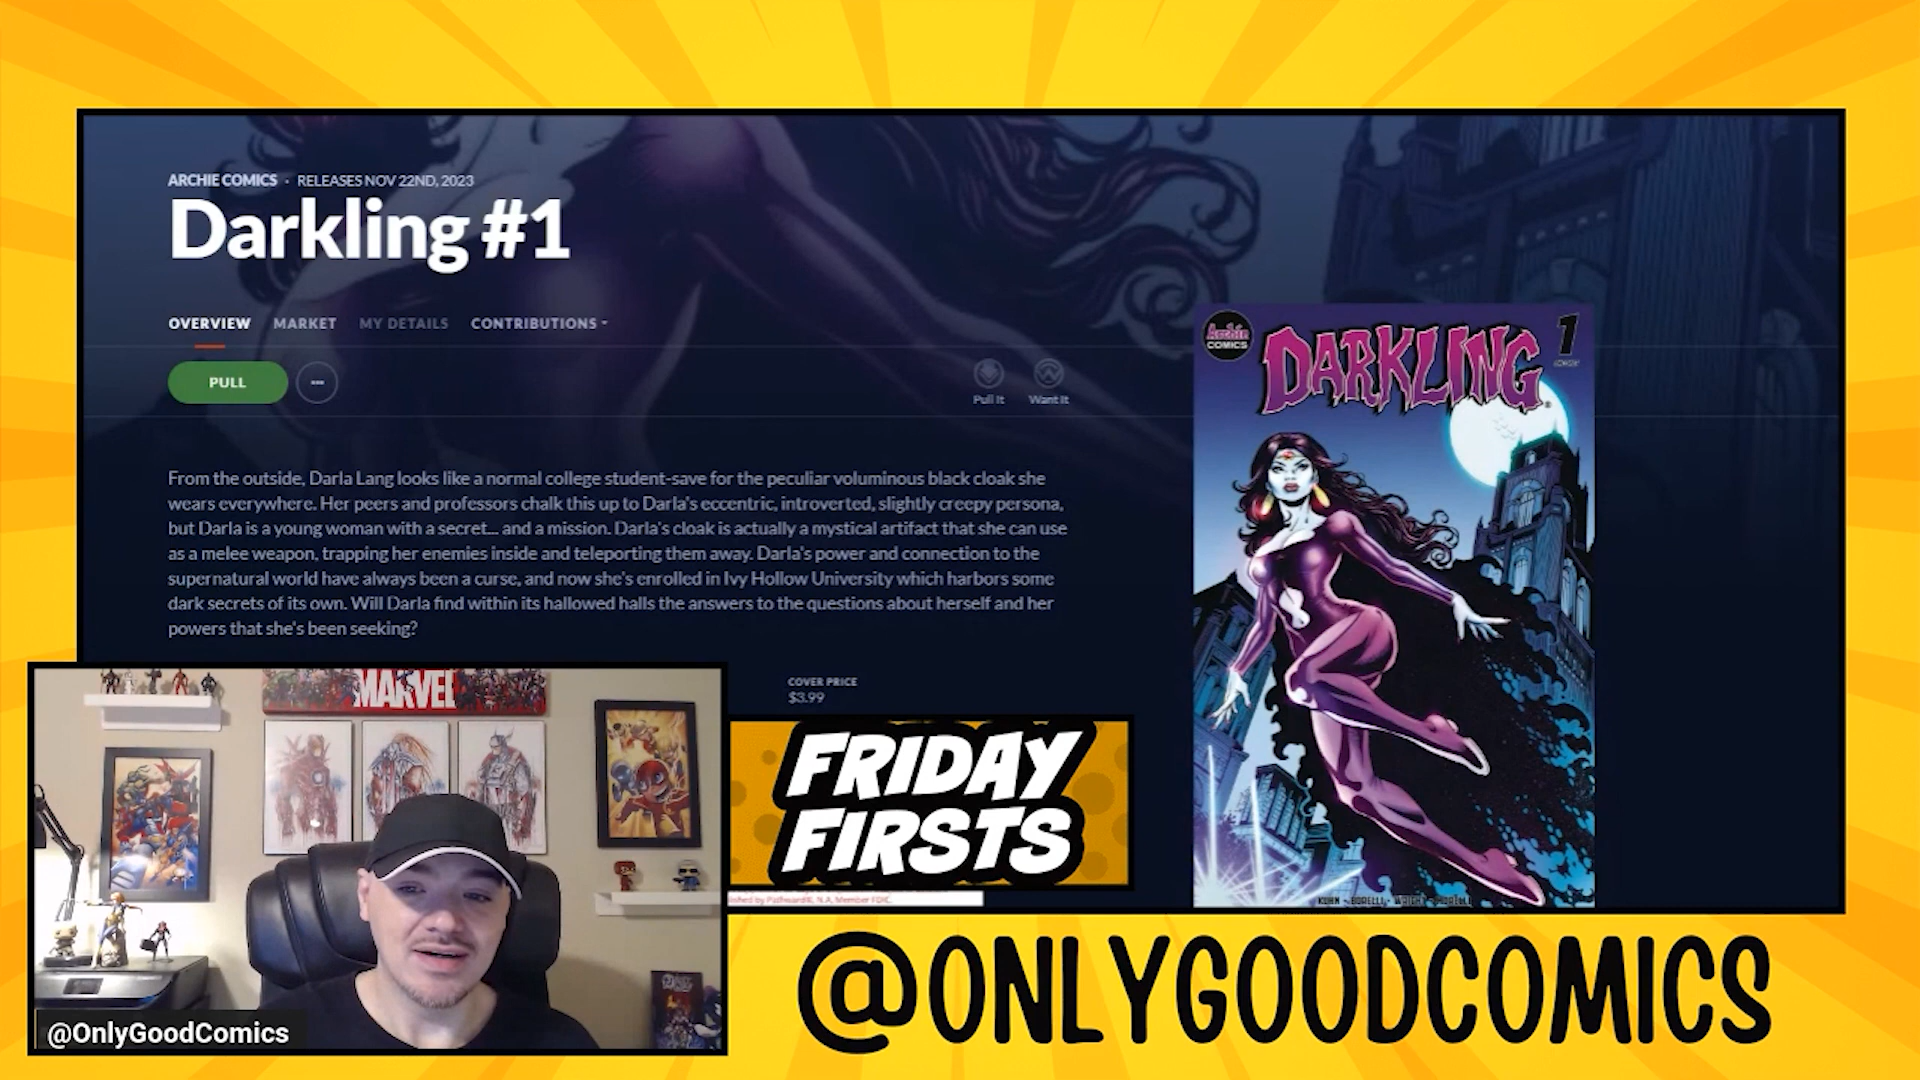 ARCHIE COMICS · RELEASES NOV 22ND, 2023
Darkling #1
OVERVIEW MARKET MY DETAILS CONTRIBUTIONS
PULL ...
Pull It Want It
From the outside, Darla Lang looks like a normal college student-save for the peculiar voluminous black cloak she
wears everywhere. Her peers and professors chalk this up to Darla's eccentric, introverted, slightly creepy persona,
but Darla is a young woman with a secret... and a mission. Darla's cloak is actually a mystical artifact that she can use
as a melee weapon, trapping her enemies inside and teleporting them away. Darla's power and connection to the
supernatural world have always been a curse, and now she's enrolled in Ivy Hollow University which harbors some
dark secrets of its own. Will Darla find within its hallowed halls the answers to the questions about herself and her
powers that she's been seeking?
COVER PRICE
$3.99
Archie
COMICS
DARKLING
1
KUHN - BORELLI - WRIGHT - MORELLI
MARVEL
FRIDAY
FIRSTS
Member FDIC.
@OnlyGoodComics
@ONLYGOODCOMICS